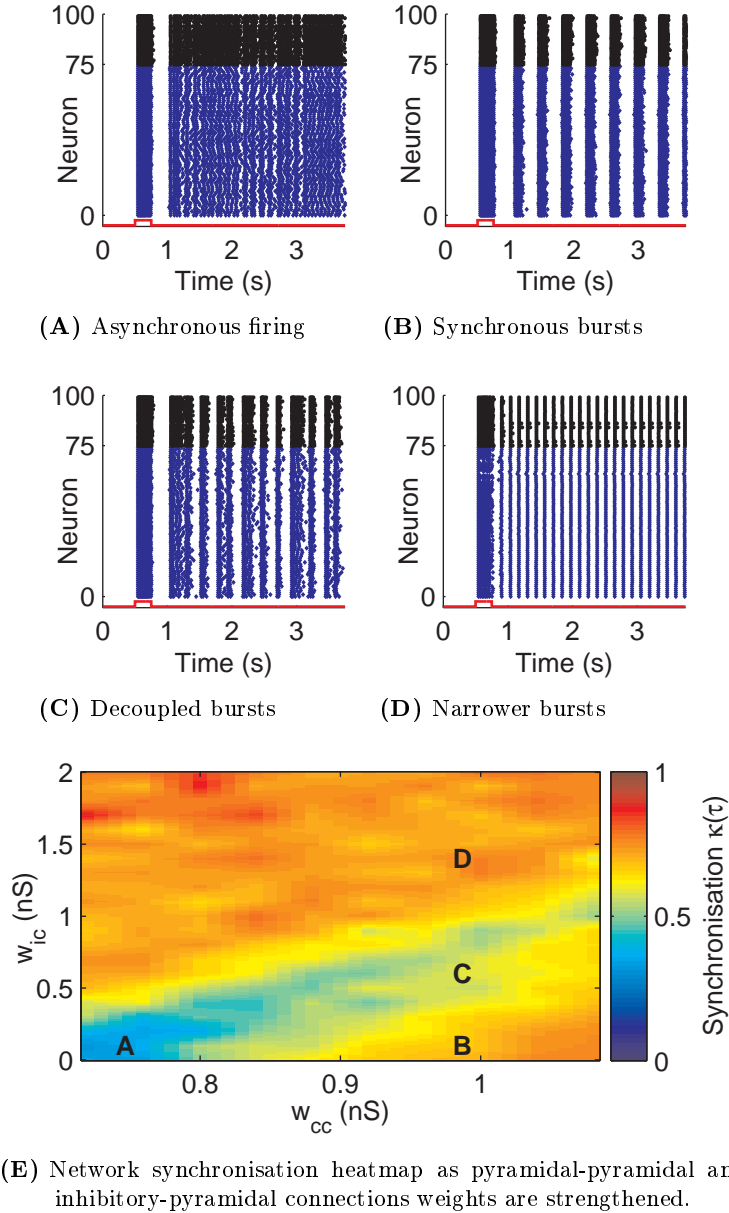 100
75
0
Neuron
0 1 2 3
Time (s)
(A) Asynchronous firing
100
75
0
Neuron
0 1 2 3
Time (s)
(B) Synchronous bursts
100
75
0
Neuron
0 1 2 3
Time (s)
(C) Decoupled bursts
100
75
0
Neuron
0 1 2 3
Time (s)
(D) Narrower bursts
2
1.5
1
0.5
0
w_ic (nS)
A
B
C
D
0.8 0.9 1
w_cc (nS)
1
0.5
0
Synchronisation κ(τ)
(E) Network synchronisation heatmap as pyramidal-pyramidal an
inhibitory-pyramidal connections weights are strengthened.